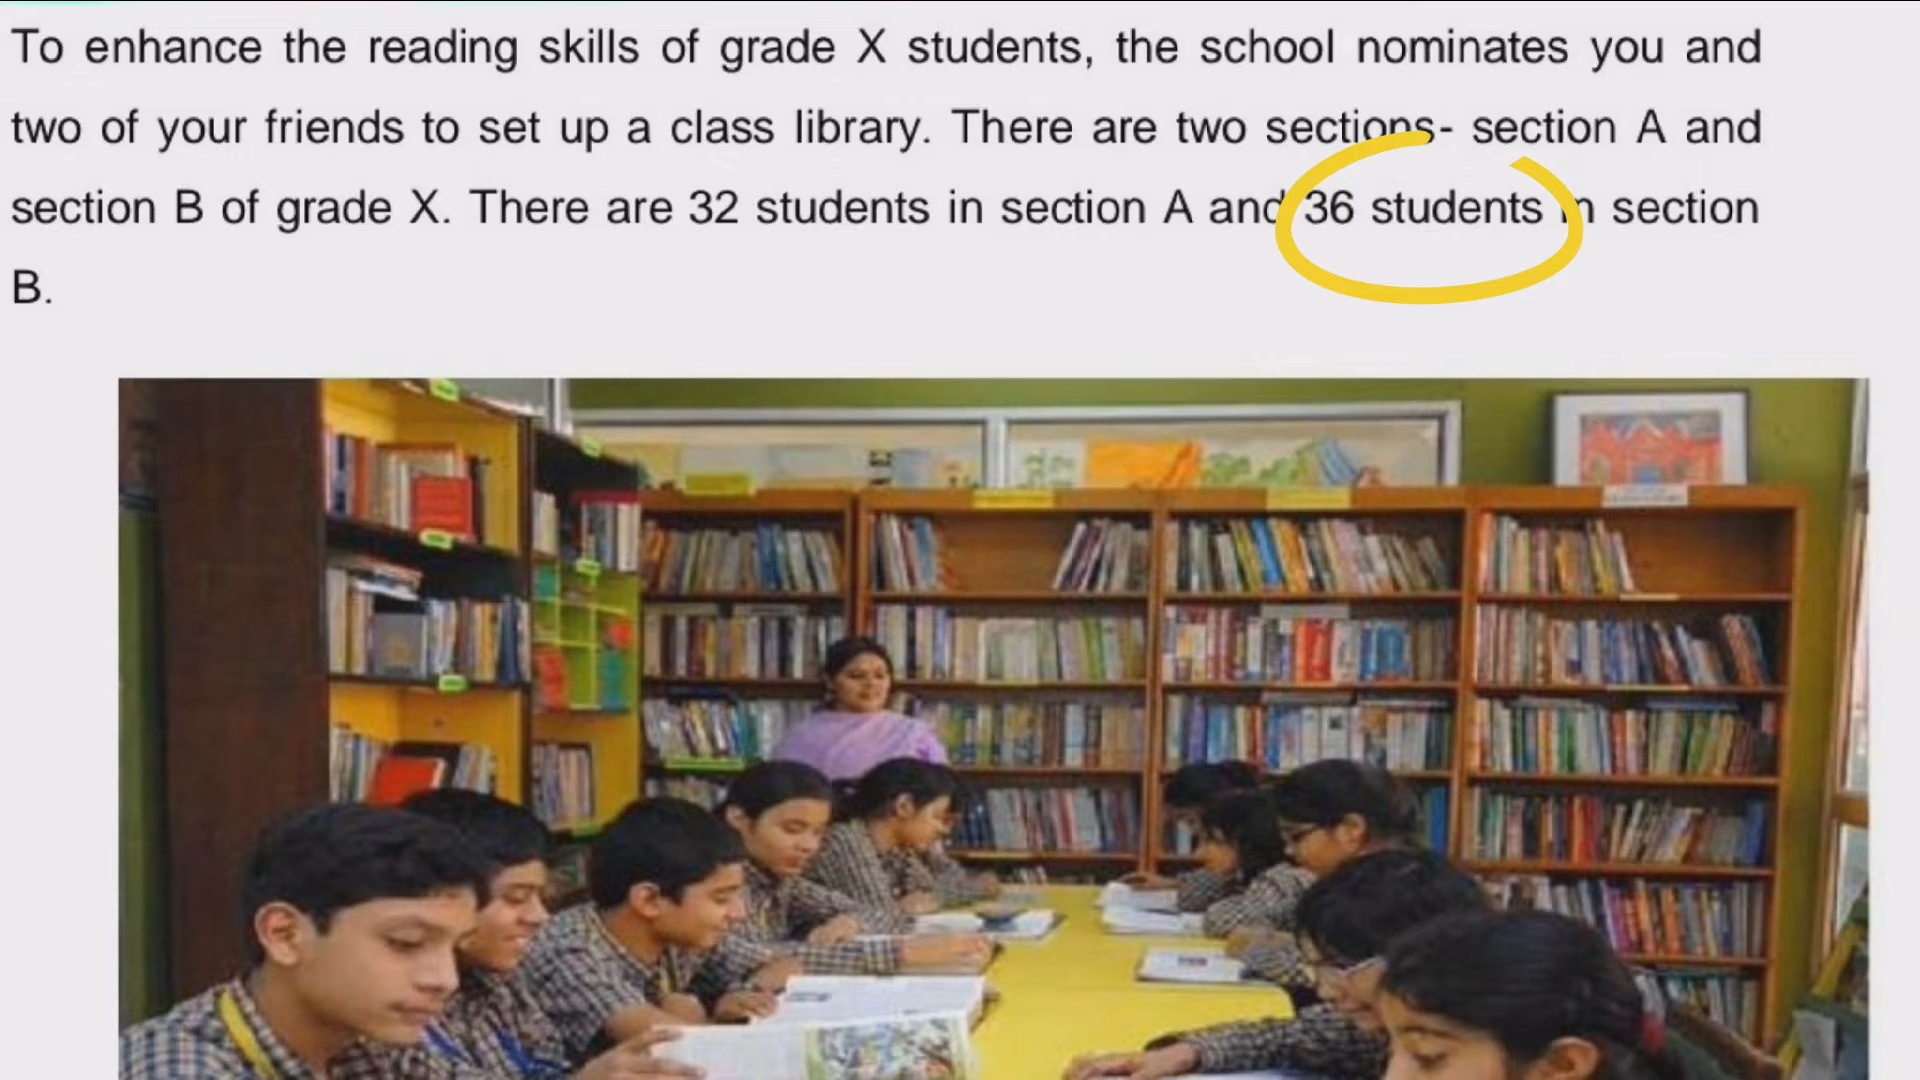 To enhance the reading skills of grade X students, the school nominates you and
two of your friends to set up a class library. There are two sections- section A and
section B of grade X. There are 32 students in section A and 36 students in section
B.